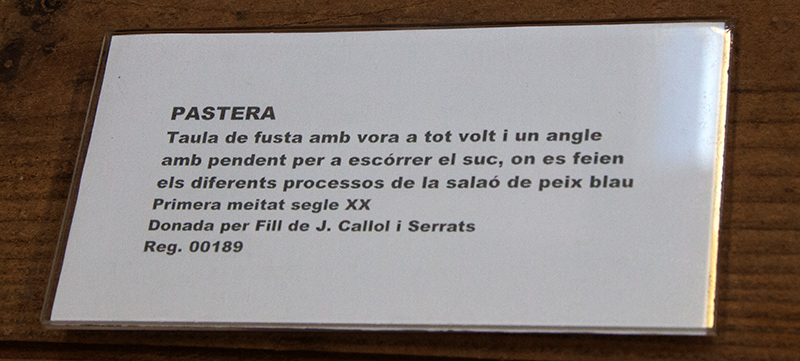 PASTERA
Taula de fusta amb vora a tot volt i un angle
amb pendent per a escórrer el suc, on es feien
els diferents processos de la salaó de peix blau
Primera meitat segle XX
Donada per Fill de J. Callol i Serrats
Reg. 00189